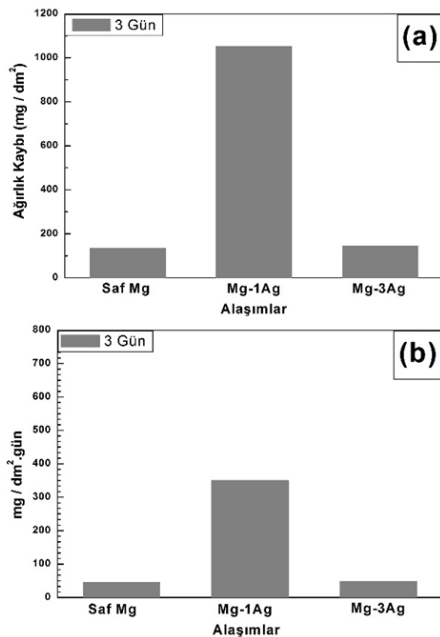 1200
3 Gün
(a)
1000
800
600
400
200
0
Ağırlık Kaybı (mg / dm²)
Saf Mg Mg-1Ag Mg-3Ag
Alaşımlar
800
3 Gün
(b)
700
600
500
400
300
200
100
0
mg / dm².gün
Saf Mg Mg-1Ag Mg-3Ag
Alaşımlar